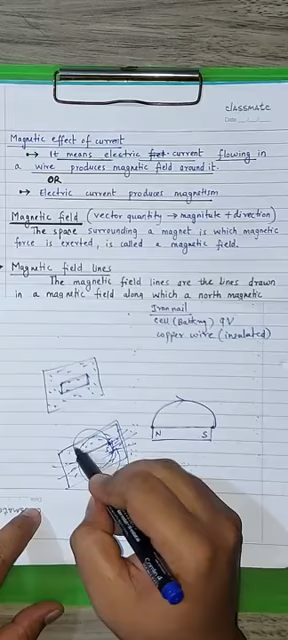 classmate
Date
Magnetic effect of current
→ It means electric current flowing in
a wire produces magnetic field around it.
OR
→ Electric current produces magnetism
Magnetic field (vector quantity → magnitude + direction)
The space surrounding a magnet is which magnetic
force is exerted, is called a magnetic field.
Magnetic field lines
The magnetic field lines are the lines drawn
in a magnetic field along which a north magnetic
Iron nail
cell (Battery) 9V
copper wire (insulated)
N S